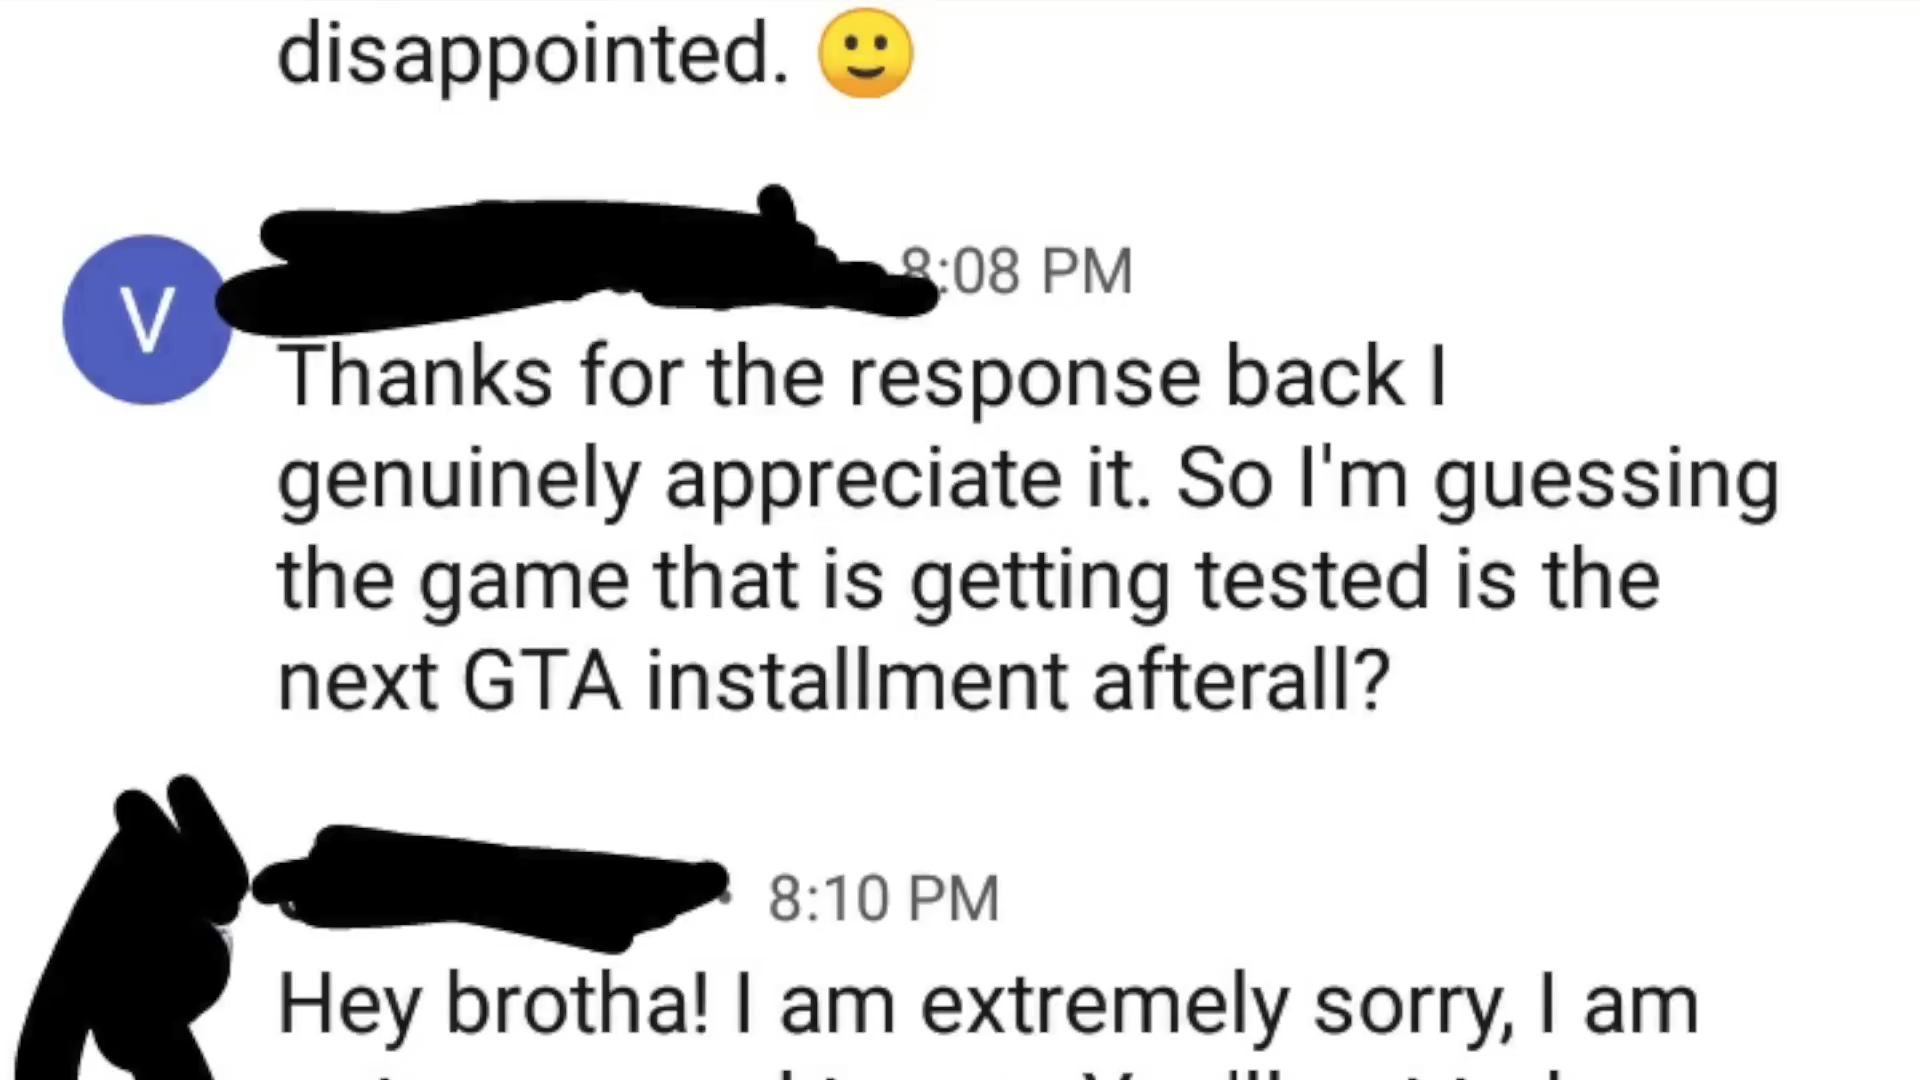 disappointed. 🙂
V
8:08 PM
Thanks for the response back I
genuinely appreciate it. So I'm guessing
the game that is getting tested is the
next GTA installment afterall?
8:10 PM
Hey brotha! I am extremely sorry, I am